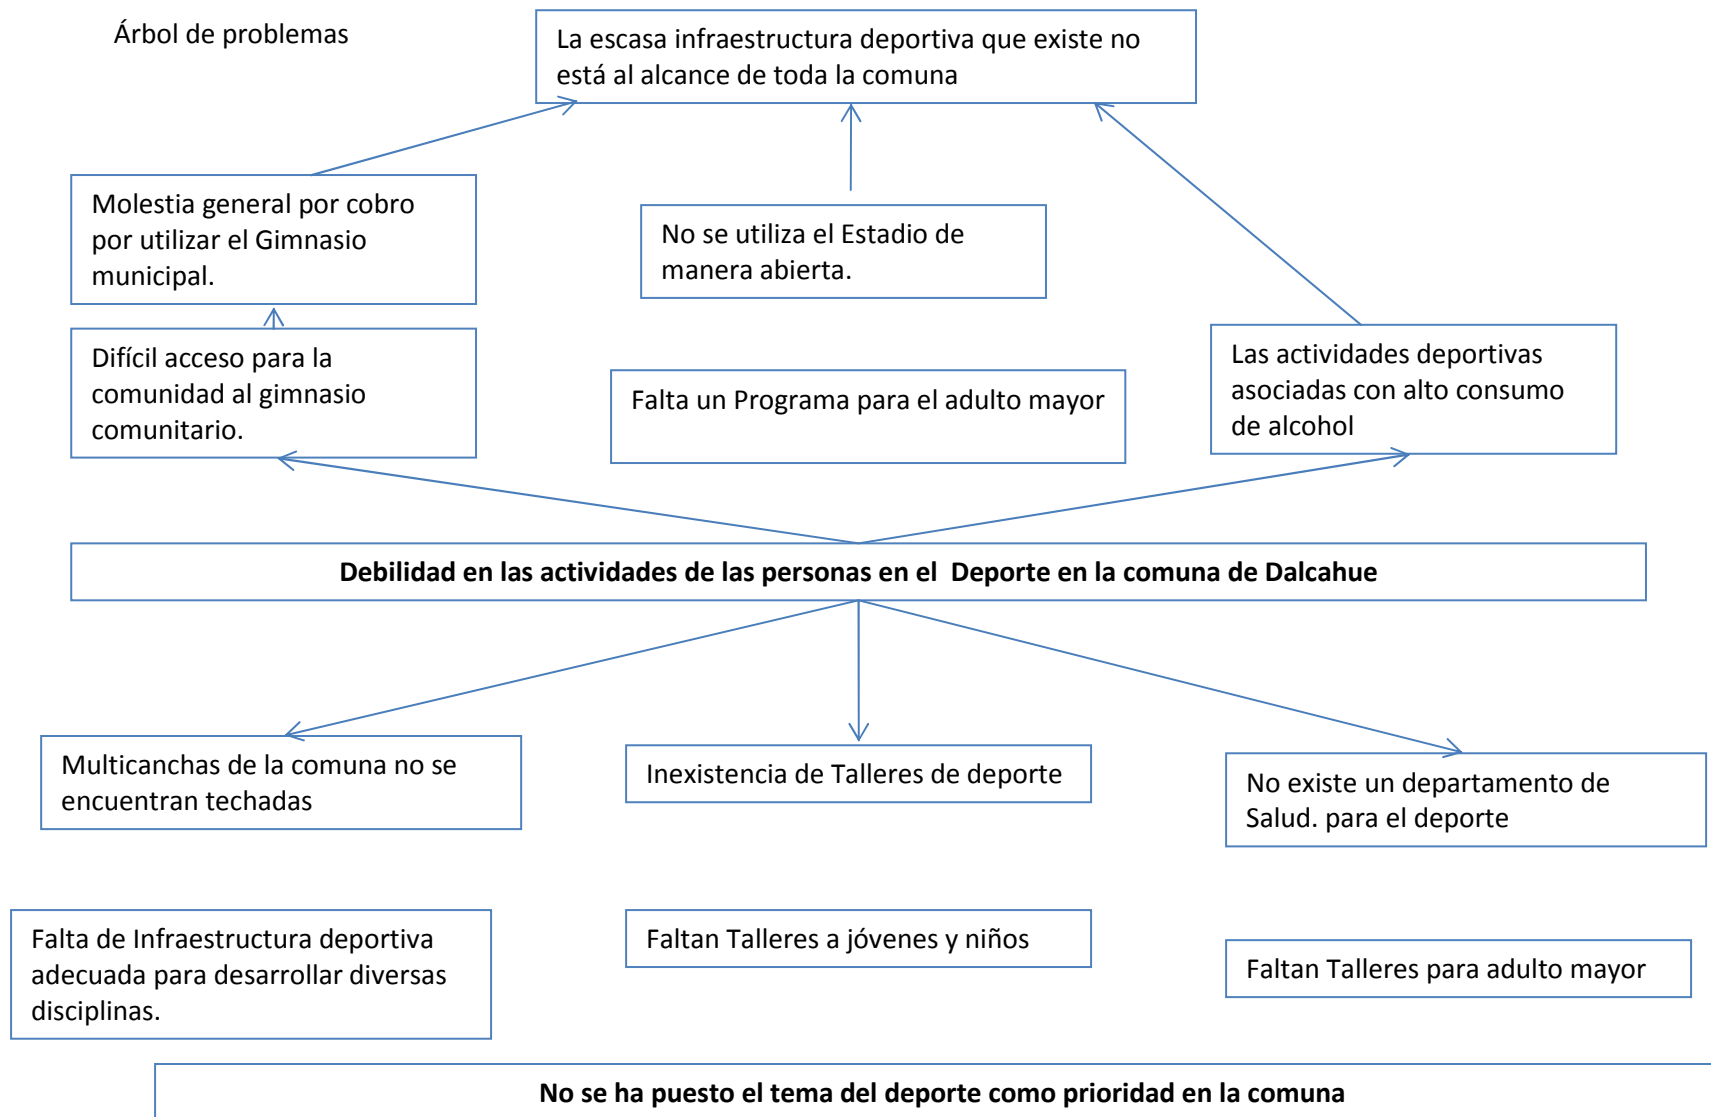 Árbol de problemas
La escasa infraestructura deportiva que existe no
está al alcance de toda la comuna
Molestia general por cobro
por utilizar el Gimnasio
municipal.
No se utiliza el Estadio de
manera abierta.
Difícil acceso para la
comunidad al gimnasio
comunitario.
Falta un Programa para el adulto mayor
Las actividades deportivas
asociadas con alto consumo
de alcohol
Debilidad en las actividades de las personas en el  Deporte en la comuna de Dalcahue
Multicanchas de la comuna no se
encuentran techadas
Inexistencia de Talleres de deporte
No existe un departamento de
Salud. para el deporte
Falta de Infraestructura deportiva
adecuada para desarrollar diversas
disciplinas.
Faltan Talleres a jóvenes y niños
Faltan Talleres para adulto mayor
No se ha puesto el tema del deporte como prioridad en la comuna